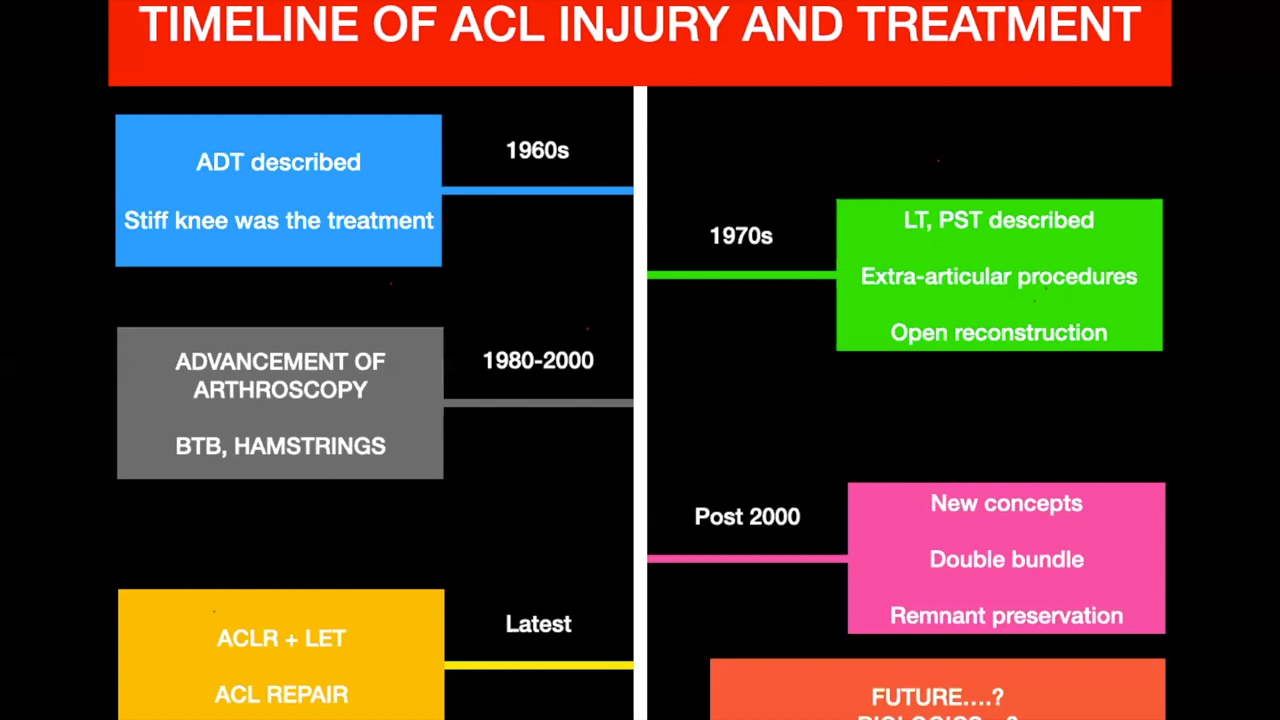 TIMELINE OF ACL INJURY AND TREATMENT
1960s
ADT described
Stiff knee was the treatment
1970s
LT, PST described
Extra-articular procedures
Open reconstruction
1980-2000
ADVANCEMENT OF
ARTHROSCOPY
BTB, HAMSTRINGS
Post 2000
New concepts
Double bundle
Remnant preservation
Latest
ACLR + LET
ACL REPAIR
FUTURE....?